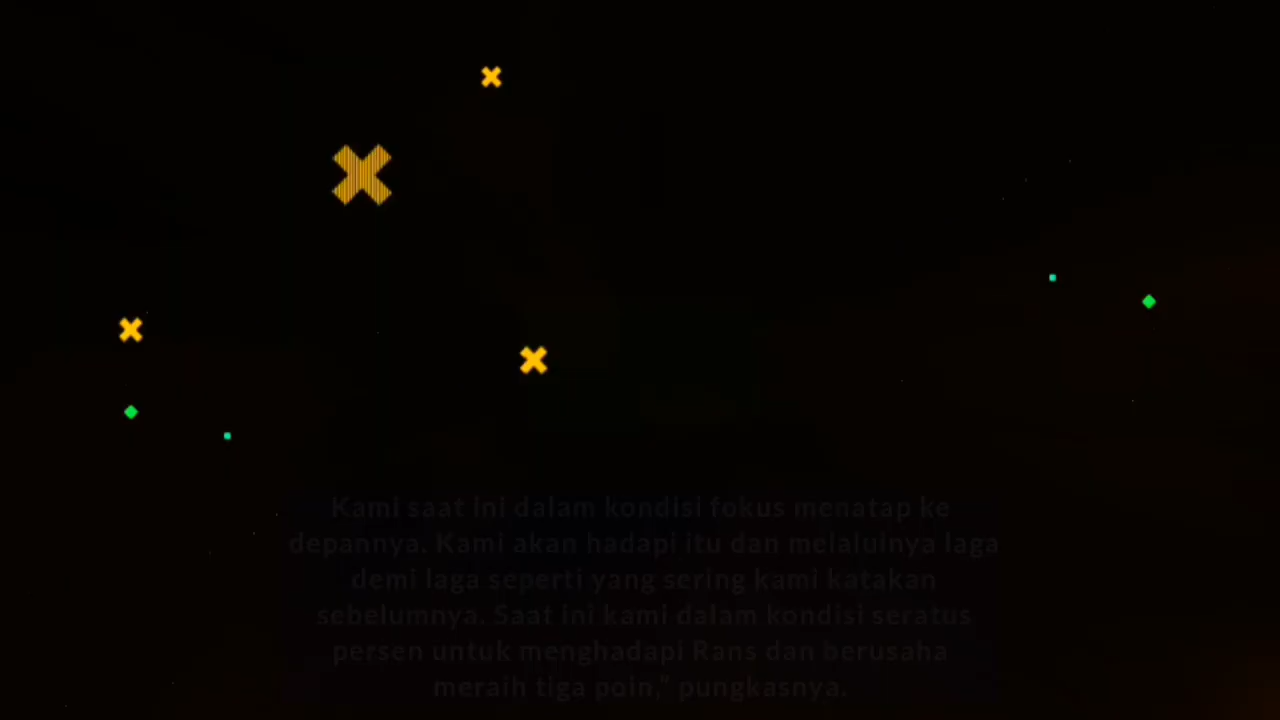 Kami saat ini dalam kondisi fokus menatap ke
depannya. Kami akan hadapi itu dan melaluinya laga
demi laga seperti yang sering kami katakan
sebelumnya. Saat ini kami dalam kondisi seratus
persen untuk menghadapi Rans dan berusaha
meraih tiga poin,” pungkasnya.